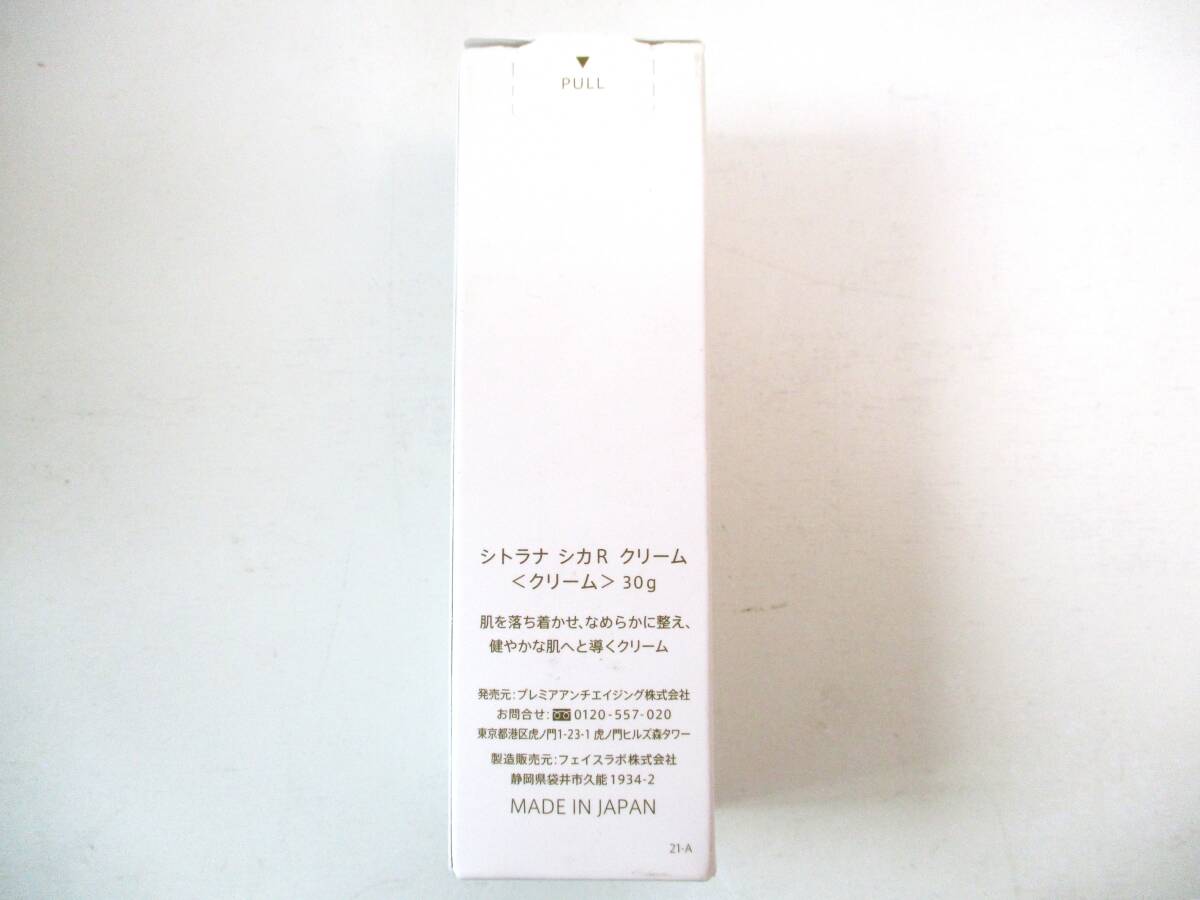 ▼
PULL
シトラナ シカR クリーム
＜クリーム＞ 30g
肌を落ち着かせ、なめらかに整え、
健やかな肌へと導くクリーム
発売元：プレミアアンチエイジング株式会社
お問合せ：0120-557-020
東京都港区虎ノ門1-23-1 虎ノ門ヒルズ森タワー
製造販売元：フェイスラボ株式会社
静岡県袋井市久能1934-2
MADE IN JAPAN
21-A